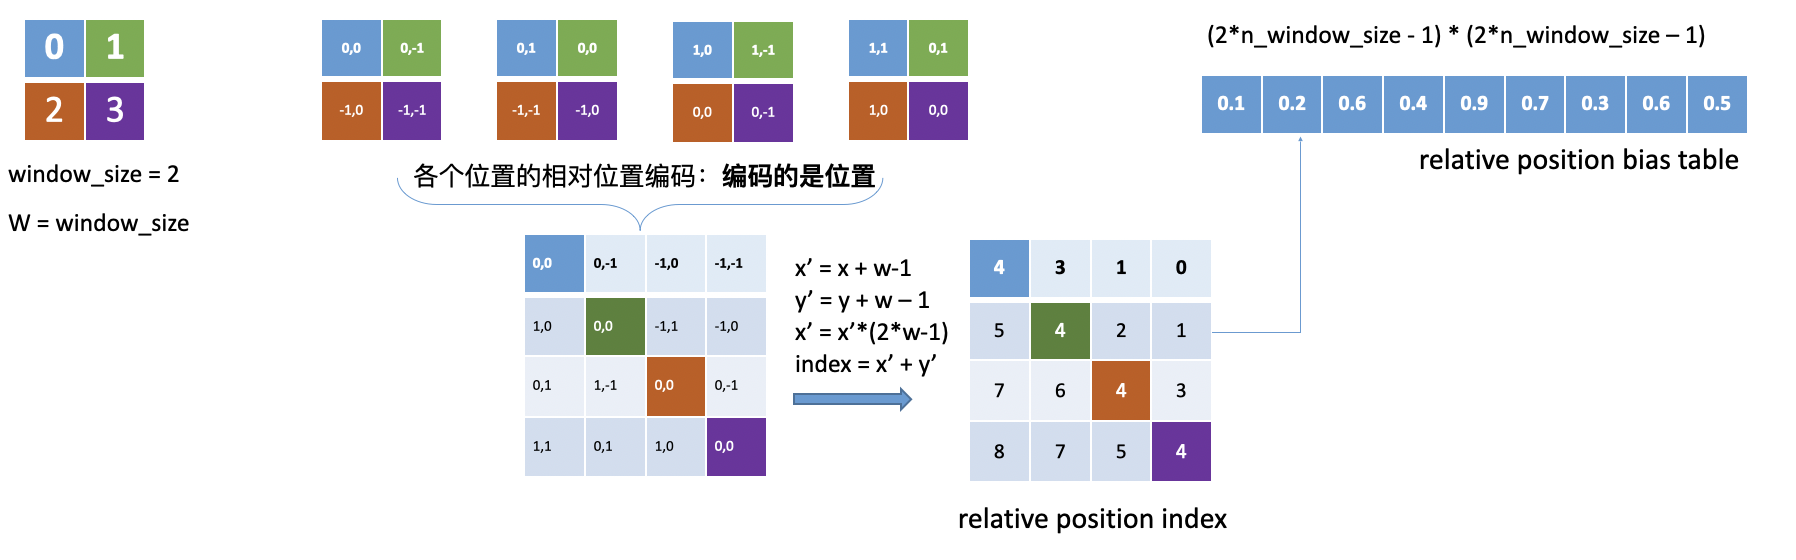 0 1
2 3
window_size = 2
W = window_size
0,0 0,-1
-1,0 -1,-1
0,1 0,0
-1,-1 -1,0
1,0 1,-1
0,0 0,-1
1,1 0,1
1,0 0,0
各个位置的相对位置编码：编码的是位置
0,0 0,-1 -1,0 -1,-1
1,0 0,0 -1,1 -1,0
0,1 1,-1 0,0 0,-1
1,1 0,1 1,0 0,0
x’ = x + w-1
y’ = y + w – 1
x’ = x’*(2*w-1)
index = x’ + y’
4 3 1 0
5 4 2 1
7 6 4 3
8 7 5 4
relative position index
(2*n_window_size - 1) * (2*n_window_size – 1)
0.1 0.2 0.6 0.4 0.9 0.7 0.3 0.6 0.5
relative position bias table